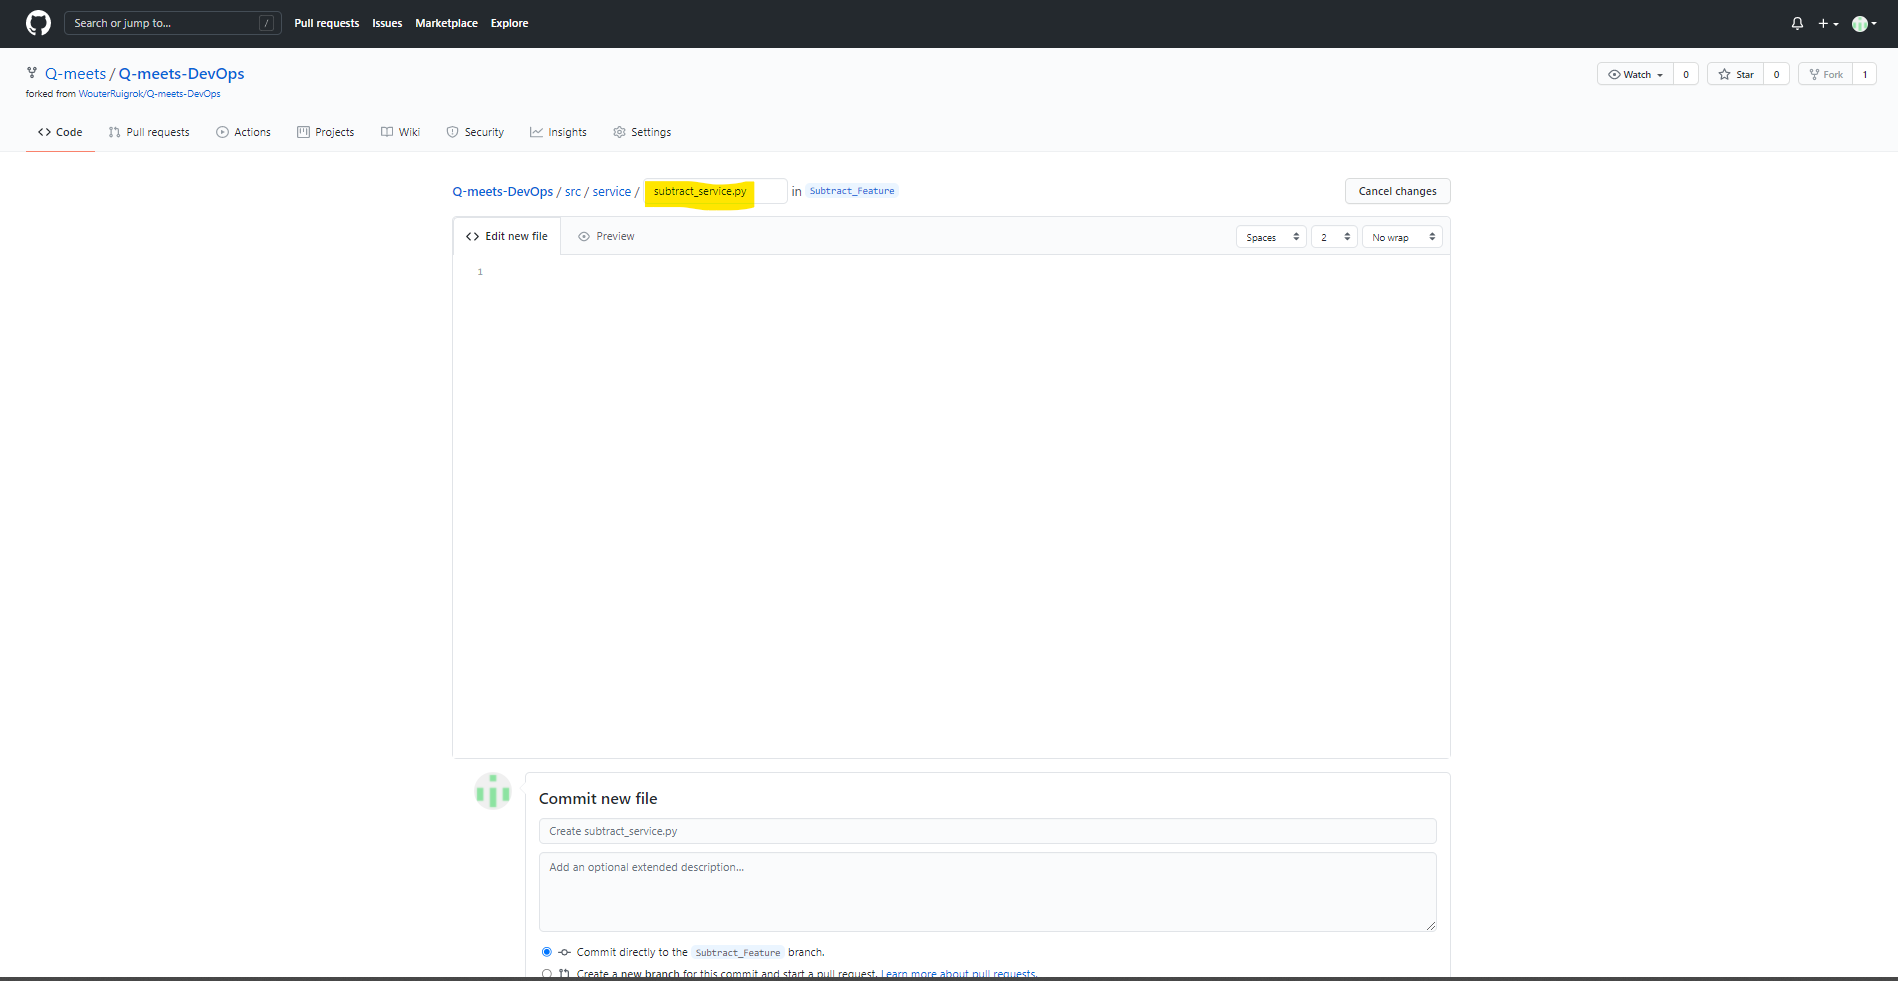 Search or jump to... /
Pull requests Issues Marketplace Explore
Q-meets / Q-meets-DevOps
forked from WouterRuigrok/Q-meets-DevOps
Watch 0 Star 0 Fork 1
Code Pull requests Actions Projects Wiki Security Insights Settings
Q-meets-DevOps / src / service / subtract_service.py in Subtract_Feature Cancel changes
Edit new file Preview Spaces 2 No wrap
1
Commit new file
Create subtract_service.py
Add an optional extended description...
Commit directly to the Subtract_Feature branch.
Create a new branch for this commit and start a pull request. Learn more about pull requests.